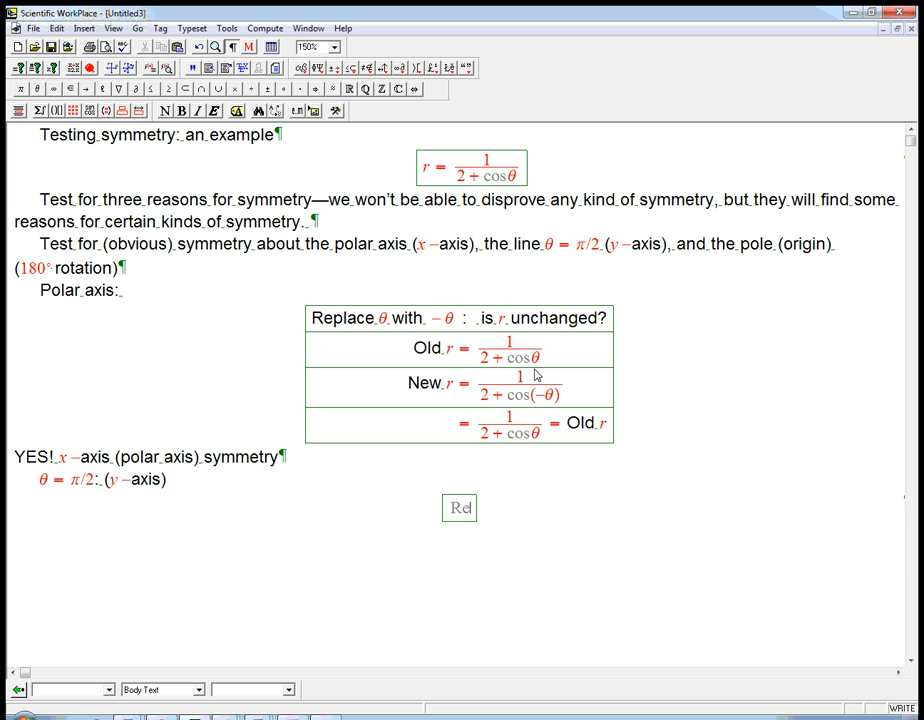 Scientific WorkPlace - [Untitled3]
File Edit Insert View Go Tag Typeset Tools Compute Window Help
150%
N B I E
Testing symmetry: an example¶
r = 1/(2 + cosθ)
Test for three reasons for symmetry—we won't be able to disprove any kind of symmetry, but they will find some
reasons for certain kinds of symmetry. ¶
Test for (obvious) symmetry about the polar axis (x –axis), the line θ = π/2 (y –axis), and the pole (origin)
(180° rotation)¶
Polar axis:
Replace θ with – θ : is r unchanged?
Old r = 1/(2 + cosθ)
New r = 1/(2 + cos(–θ))
= 1/(2 + cosθ) = Old r
YES! x –axis (polar axis) symmetry¶
θ = π/2: (y –axis)
Re
Body Text
WRITE